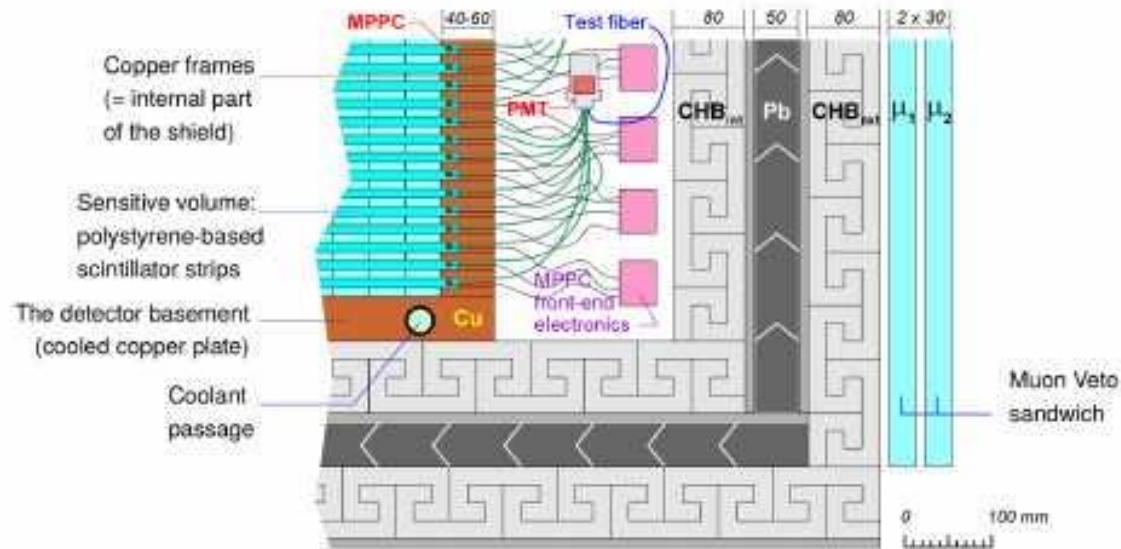 MPPC
40-50
Test fiber
80
50
80
2 x 30
Copper frames
(= internal part
of the shield)
PMT
CHBint
Pb
CHBext
μ1
μ2
Sensitive volume:
polystyrene-based
scintillator strips
MPPC
front-end
electronics
The detector basement
(cooled copper plate)
Cu
Coolant
passage
Muon Veto
sandwich
0
100 mm